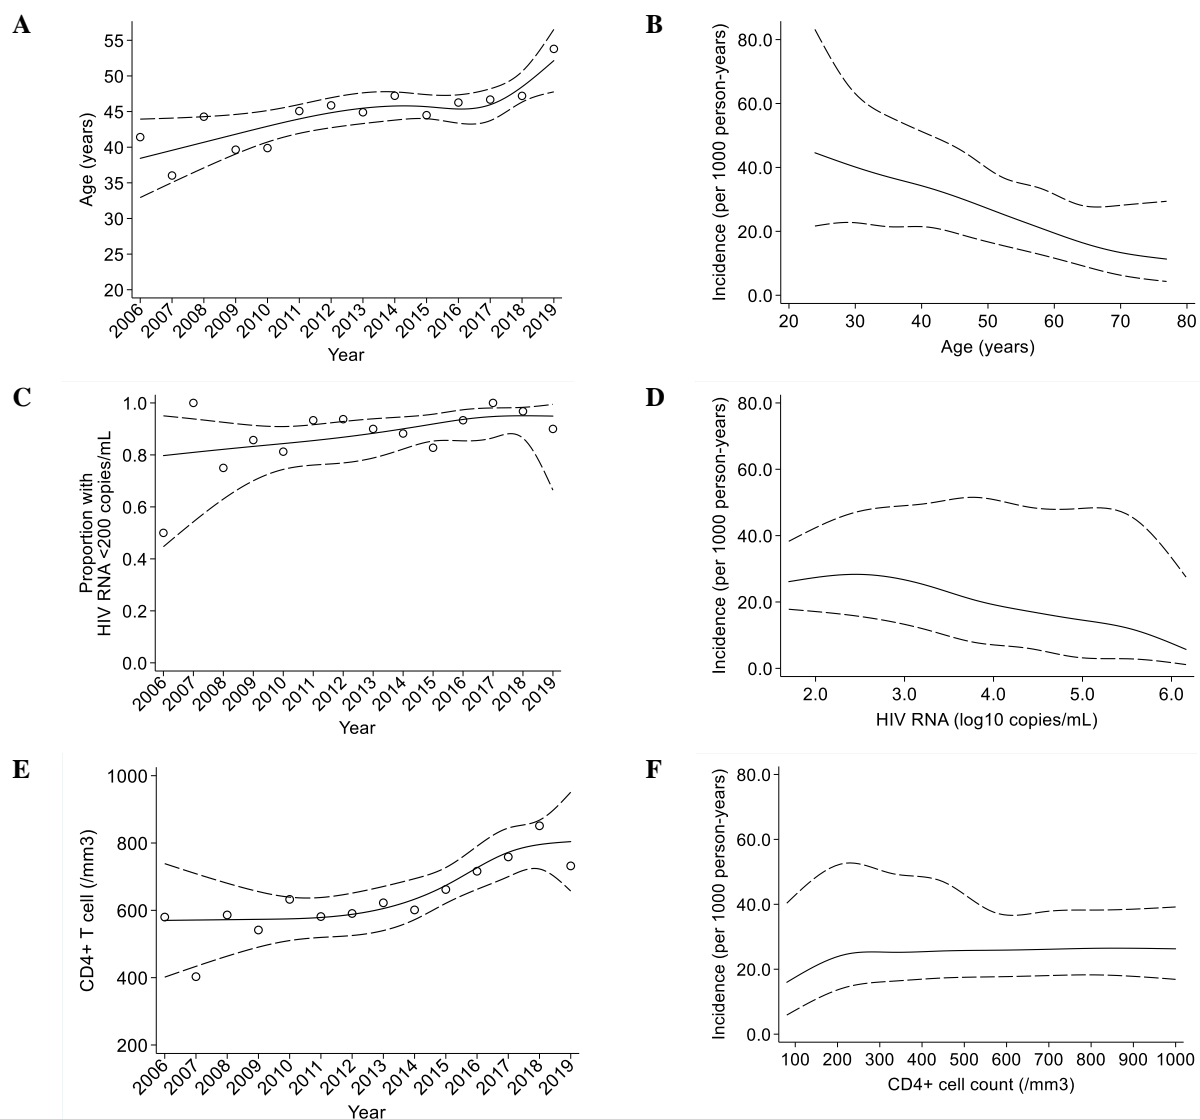 A
Age (years)
55
50
45
40
35
30
25
20
2006 2007 2008 2009 2010 2011 2012 2013 2014 2015 2016 2017 2018 2019
Year
B
Incidence (per 1000 person-years)
80.0
60.0
40.0
20.0
0.0
20 30 40 50 60 70 80
Age (years)
C
Proportion with
HIV RNA <200 copies/mL
1.0
0.8
0.6
0.4
0.2
0.0
2006 2007 2008 2009 2010 2011 2012 2013 2014 2015 2016 2017 2018 2019
Year
D
Incidence (per 1000 person-years)
80.0
60.0
40.0
20.0
0.0
2.0 3.0 4.0 5.0 6.0
HIV RNA (log10 copies/mL)
E
CD4+ T cell (/mm3)
1000
800
600
400
200
2006 2007 2008 2009 2010 2011 2012 2013 2014 2015 2016 2017 2018 2019
Year
F
Incidence (per 1000 person-years)
80.0
60.0
40.0
20.0
0.0
100 200 300 400 500 600 700 800 900 1000
CD4+ cell count (/mm3)